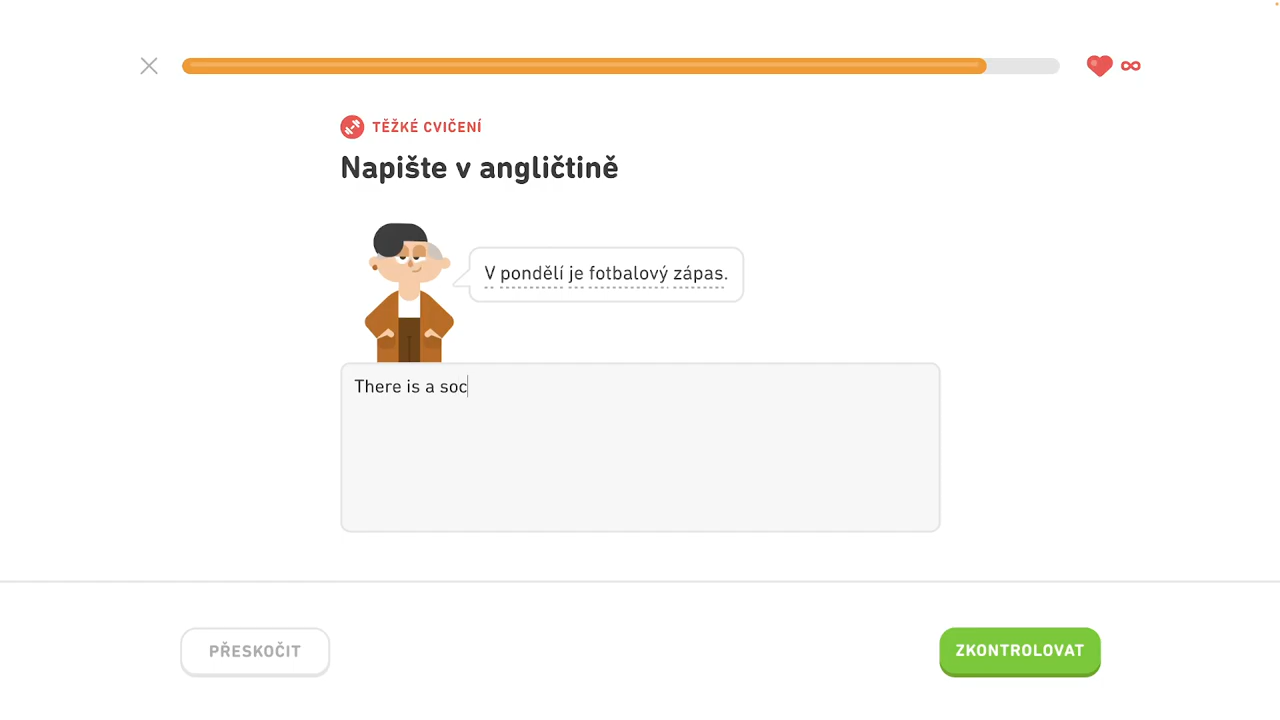 TĚŽKÉ CVIČENÍ
Napište v angličtině
V pondělí je fotbalový zápas.
There is a soc
PŘESKOČIT
ZKONTROLOVAT